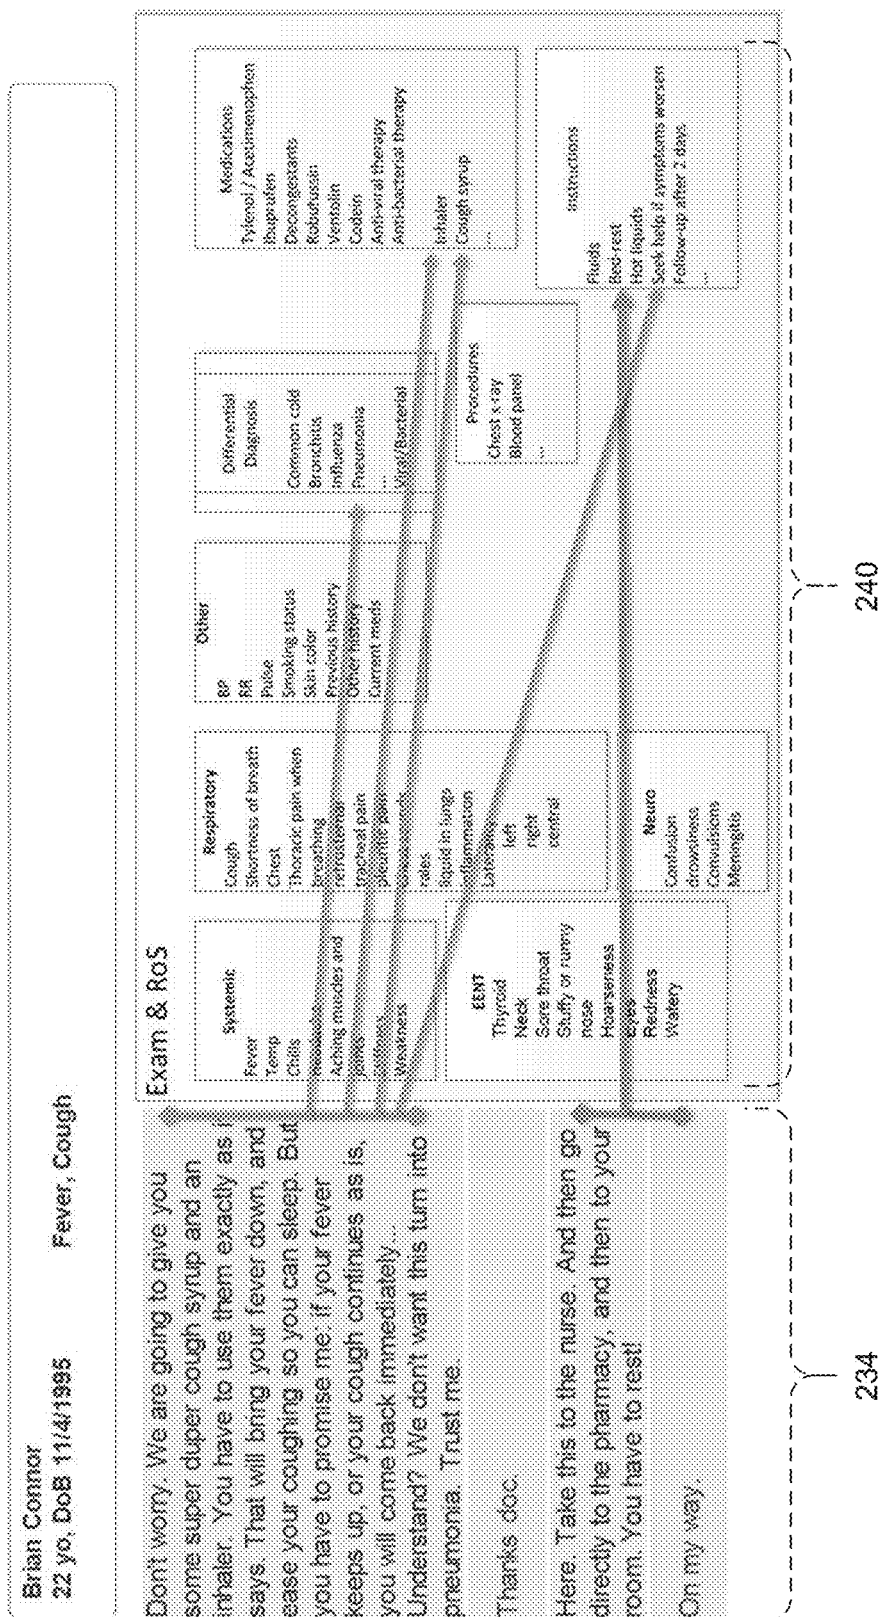 Brian Connor
22 yo, DoB 11/4/1995
Fever, Cough
Don't worry. We are going to give you
some super duper cough syrup and an
inhaler. You have to use them exactly as i
says. That will bring your fever down, and
ease your coughing so you can sleep. But
you have to promise me: If your fever
keeps up, or your cough continues as is,
you will come back immediately...
Understand? We don't want this turn into
pneumonia. Trust me.
Thanks doc.
Here. Take this to the nurse. And then go
directly to the pharmacy, and then to your
room. You have to rest!
On my way.
234
Exam & RoS
Systemic
Fever
Temp
Chills
Aching muscles and
joints
Stiffness
Weakness
EENT
Thyroid
Neck
Sore throat
Stuffy or runny
nose
Hoarseness
Eyes
Redness
Watery
Respiratory
Cough
Shortness of breath
Chest
Thoracic pain when
breathing
retrosternal
tracheal pain
pleuritic pain
rales
liquid in lungs
inflammation
left
right
central
Neuro
Confusion
drowsiness
Convulsions
Meningitis
Other
BP
RR
Pulse
Smoking status
Skin color
Previous history
Other history
Current meds
Differential
Diagnosis
Common cold
Bronchitis
Influenza
Pneumonia
...
Viral/Bacterial
Procedures
Chest x-ray
Blood panel
...
Medications
Tylenol / Acetimenophen
Ibuprofen
Decongestants
Robutussin
Ventolin
Codein
Anti-viral therapy
Anti-bacterial therapy
Inhaler
Cough syrup
...
Instructions
Fluids
Bed-rest
Hot liquids
Seek help if symptoms worsen
Follow-up after 2 days
...
240